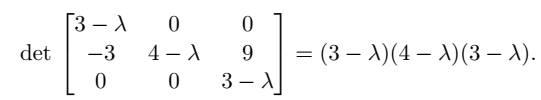 det [3 − λ 0 0
−3 4 − λ 9
0 0 3 − λ] = (3 − λ)(4 − λ)(3 − λ).